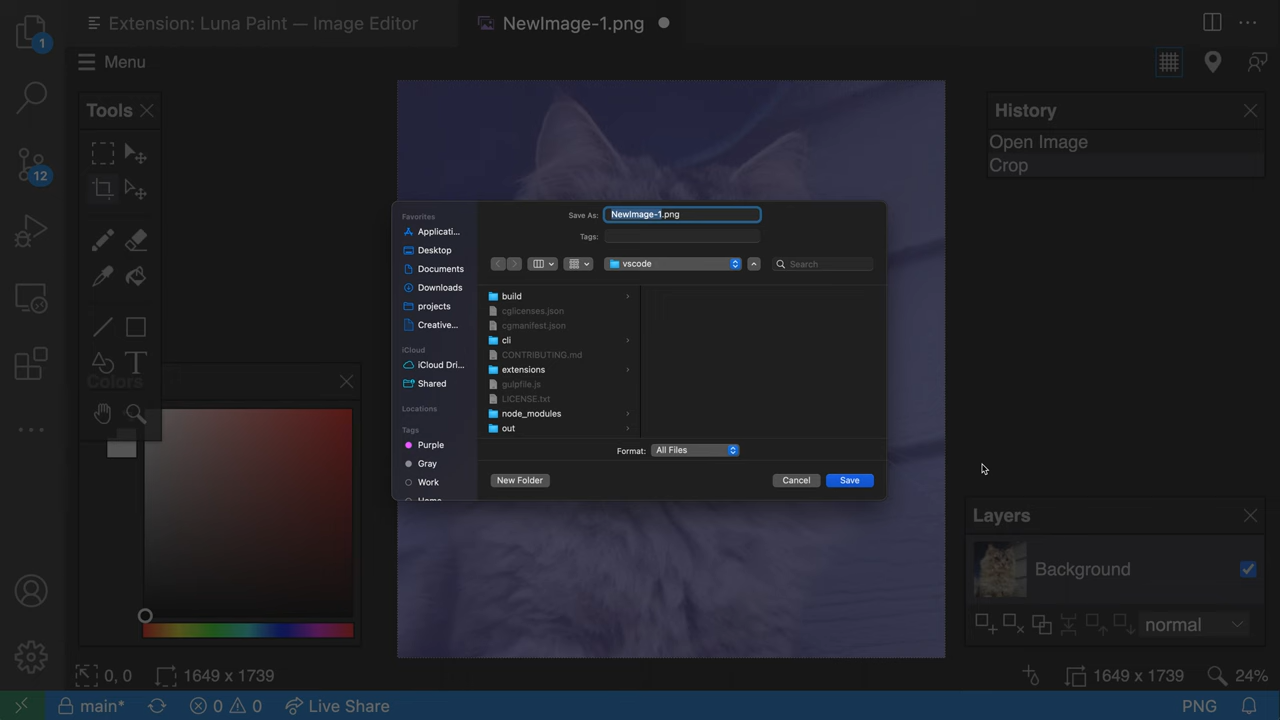 1
Extension: Luna Paint — Image Editor
NewImage-1.png
Menu
12
Tools
Colors
History
Open Image
Crop
Favorites
Applicati...
Desktop
Documents
Downloads
projects
Creative...
iCloud
iCloud Dri...
Shared
Locations
Tags
Purple
Gray
Work
Home
Save As: NewImage-1.png
Tags:
vscode
Search
build
cglicenses.json
cgmanifest.json
cli
CONTRIBUTING.md
extensions
gulpfile.js
LICENSE.txt
node_modules
out
Format: All Files
New Folder
Cancel
Save
Layers
Background
normal
0, 0
1649 x 1739
1649 x 1739
24%
main*
0
0
Live Share
PNG